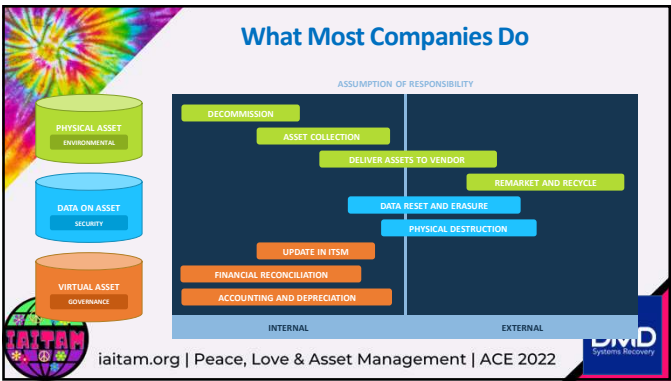 What Most Companies Do
ASSUMPTION OF RESPONSIBILITY
PHYSICAL ASSET
ENVIRONMENTAL
DATA ON ASSET
SECURITY
VIRTUAL ASSET
GOVERNANCE
DECOMMISSION
ASSET COLLECTION
DELIVER ASSETS TO VENDOR
REMARKET AND RECYCLE
DATA RESET AND ERASURE
PHYSICAL DESTRUCTION
UPDATE IN ITSM
FINANCIAL RECONCILIATION
ACCOUNTING AND DEPRECIATION
INTERNAL
EXTERNAL
IAITAM
iaitam.org | Peace, Love & Asset Management | ACE 2022
DMD
Systems Recovery